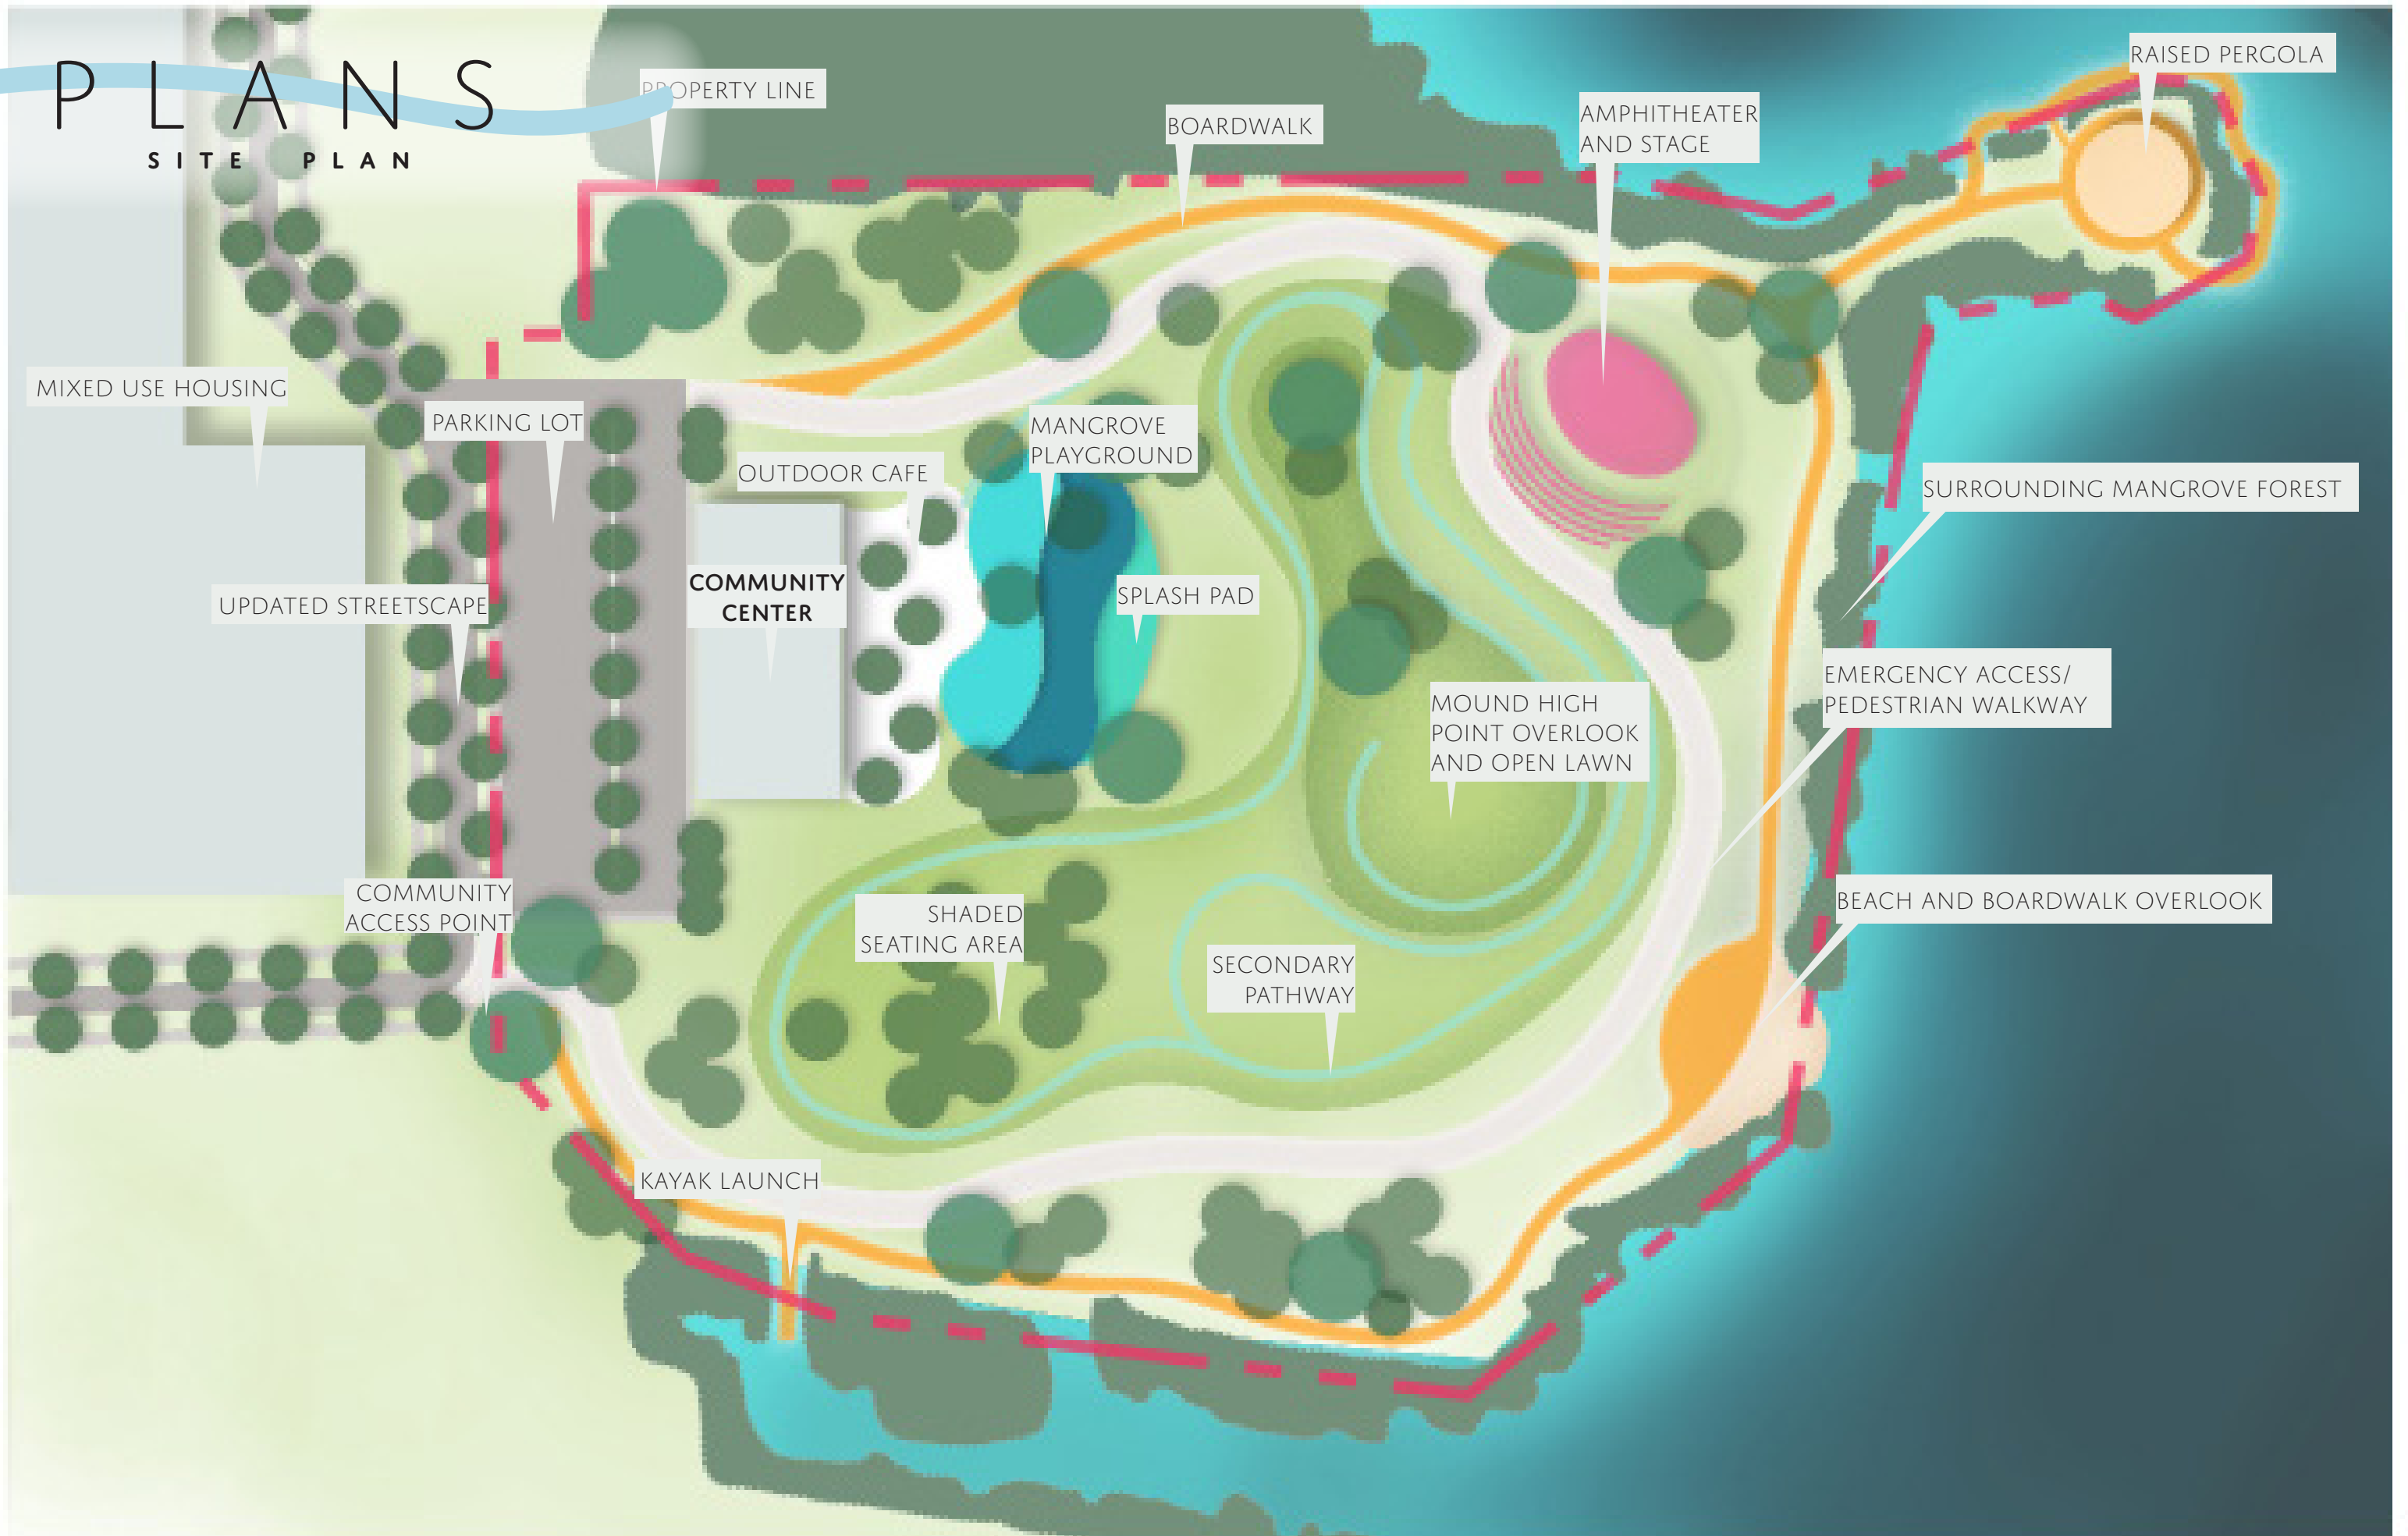 PLANS
SITE PLAN
PROPERTY LINE
BOARDWALK
AMPHITHEATER
AND STAGE
RAISED PERGOLA
MIXED USE HOUSING
PARKING LOT
OUTDOOR CAFE
MANGROVE
PLAYGROUND
SURROUNDING MANGROVE FOREST
UPDATED STREETSCAPE
COMMUNITY
CENTER
SPLASH PAD
EMERGENCY ACCESS/
PEDESTRIAN WALKWAY
MOUND HIGH
POINT OVERLOOK
AND OPEN LAWN
COMMUNITY
ACCESS POINT
SHADED
SEATING AREA
BEACH AND BOARDWALK OVERLOOK
SECONDARY
PATHWAY
KAYAK LAUNCH